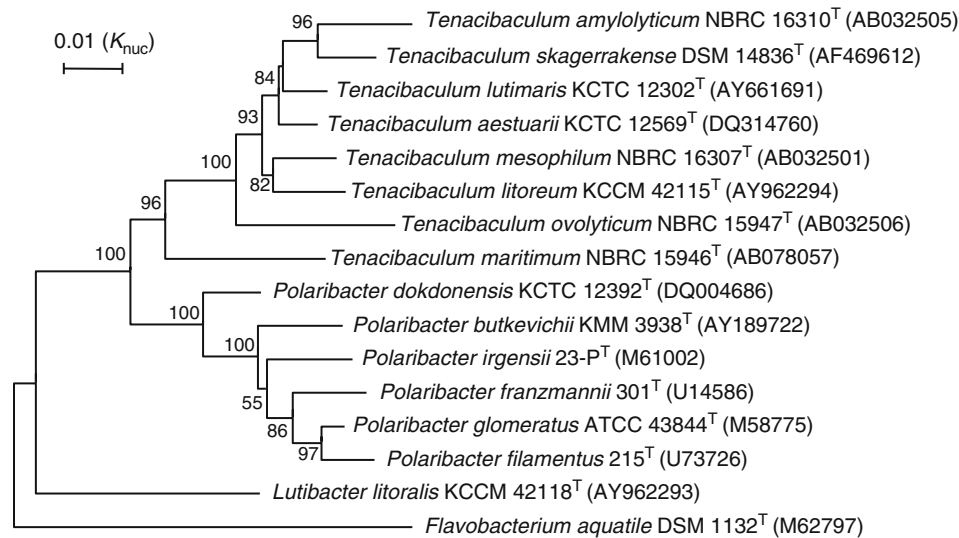 96 Tenacibaculum amylolyticum NBRC 16310T (AB032505)
0.01 (Knuc)
Tenacibaculum skagerrakense DSM 14836T (AF469612)
84
Tenacibaculum lutimaris KCTC 12302T (AY661691)
93 Tenacibaculum aestuarii KCTC 12569T (DQ314760)
100 Tenacibaculum mesophilum NBRC 16307T (AB032501)
82 Tenacibaculum litoreum KCCM 42115T (AY962294)
96
Tenacibaculum ovolyticum NBRC 15947T (AB032506)
100 Tenacibaculum maritimum NBRC 15946T (AB078057)
Polaribacter dokdonensis KCTC 12392T (DQ004686)
100
Polaribacter butkevichii KMM 3938T (AY189722)
100
Polaribacter irgensii 23-PT (M61002)
55
Polaribacter franzmannii 301T (U14586)
86
Polaribacter glomeratus ATCC 43844T (M58775)
97
Polaribacter filamentus 215T (U73726)
Lutibacter litoralis KCCM 42118T (AY962293)
Flavobacterium aquatile DSM 1132T (M62797)